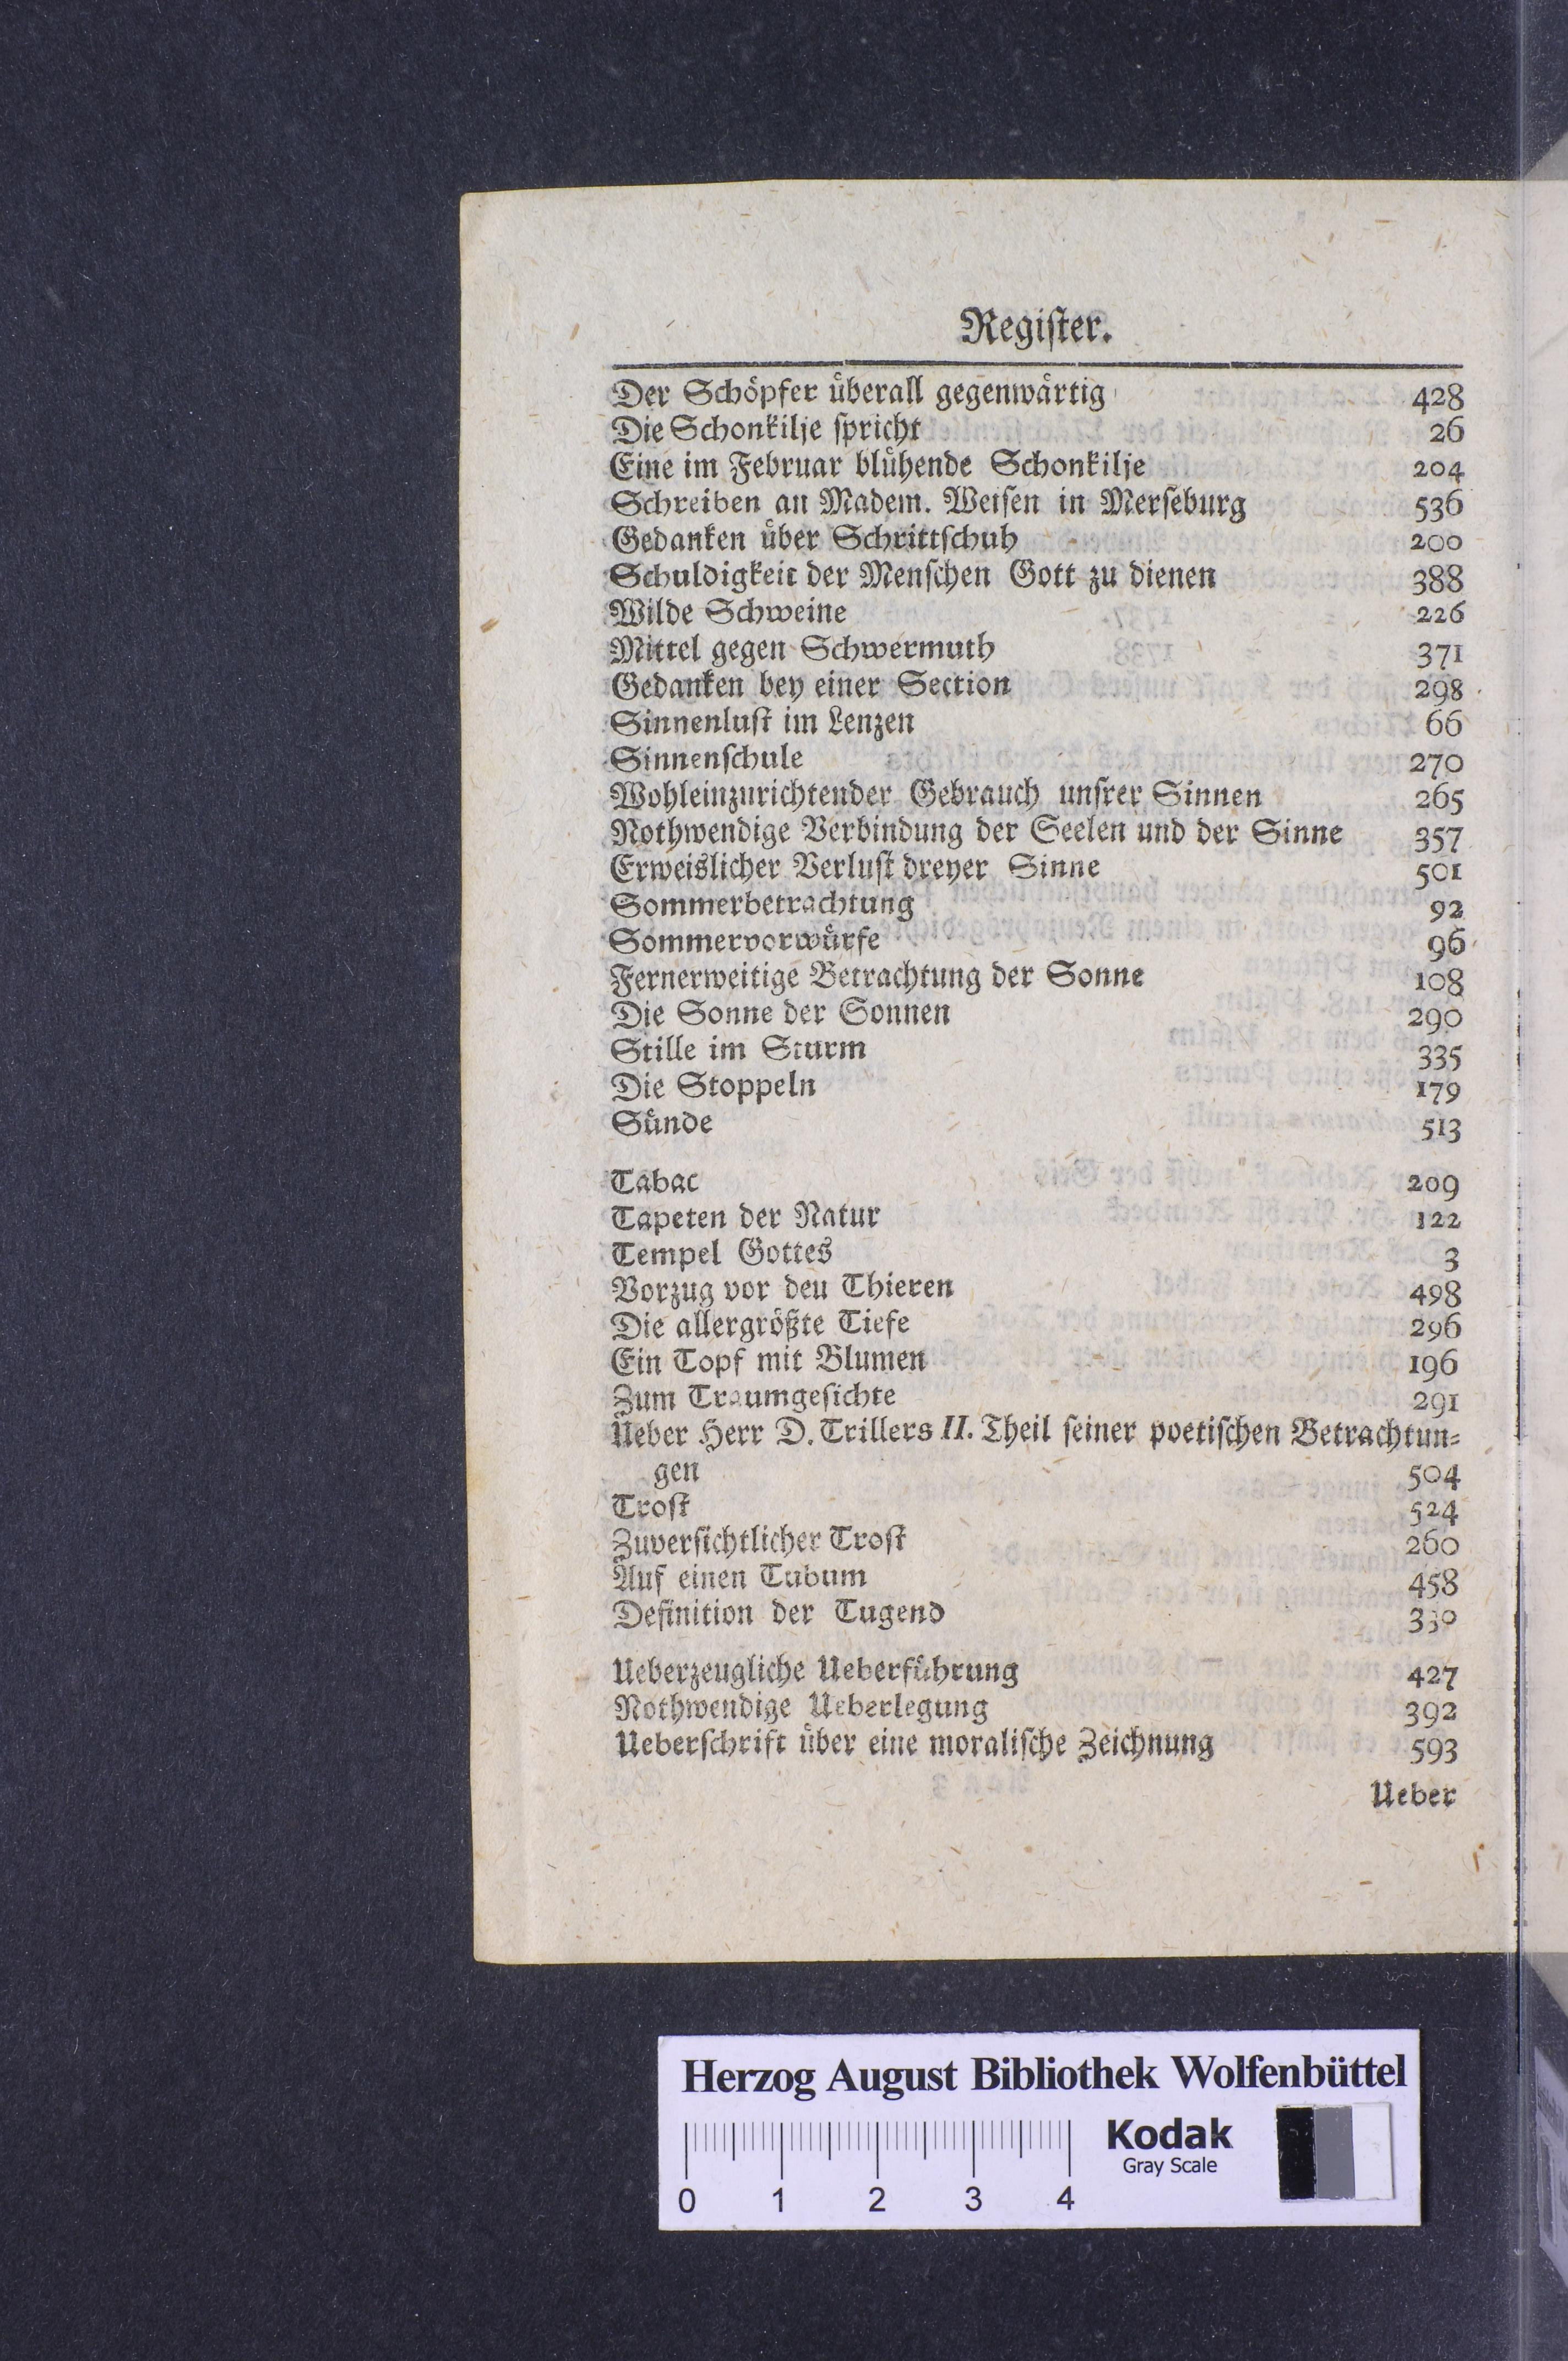 Regiſter.
Der Schöpfer überall gegenwärtig 428
Die Schonkilje ſpricht 26
Eine im Februar blühende Schonkilje 204
Schreiben an Madem. Weiſen in Merſeburg 536
Gedanken über Schrittſchuh 200
Schuldigkeit der Menſchen Gott zu dienen 388
Wilde Schweine 226
Mittel gegen Schwermuth 371
Gedanken bey einer Section 298
Sinnenluſt im Lenzen 66
Sinnenſchule 270
Wohleinzurichtender Gebrauch unſrer Sinnen 265
Nothwendige Verbindung der Seelen und der Sinne 357
Erweislicher Verluſt dreyer Sinne 501
Sommerbetrachtung 92
Sommervorwürfe 96
Fernerweitige Betrachtung der Sonne 108
Die Sonne der Sonnen 290
Stille im Sturm 335
Die Stoppeln 179
Sünde 513
Tabac 209
Tapeten der Natur 122
Tempel Gottes 3
Vorzug vor den Thieren 498
Die allergrößte Tiefe 296
Ein Topf mit Blumen 196
Zum Traumgeſichte 291
Ueber Herr D. Trillers II. Theil ſeiner poetiſchen Betrachtun-
gen 504
Troſt 524
Zuverſichtlicher Troſt 260
Auf einen Tubum 458
Definition der Tugend 330
Ueberzeugliche Ueberführung 427
Nothwendige Ueberlegung 392
Ueberſchrift über eine moraliſche Zeichnung 593
Ueber
Herzog August Bibliothek Wolfenbüttel
Kodak
Gray Scale
0 1 2 3 4